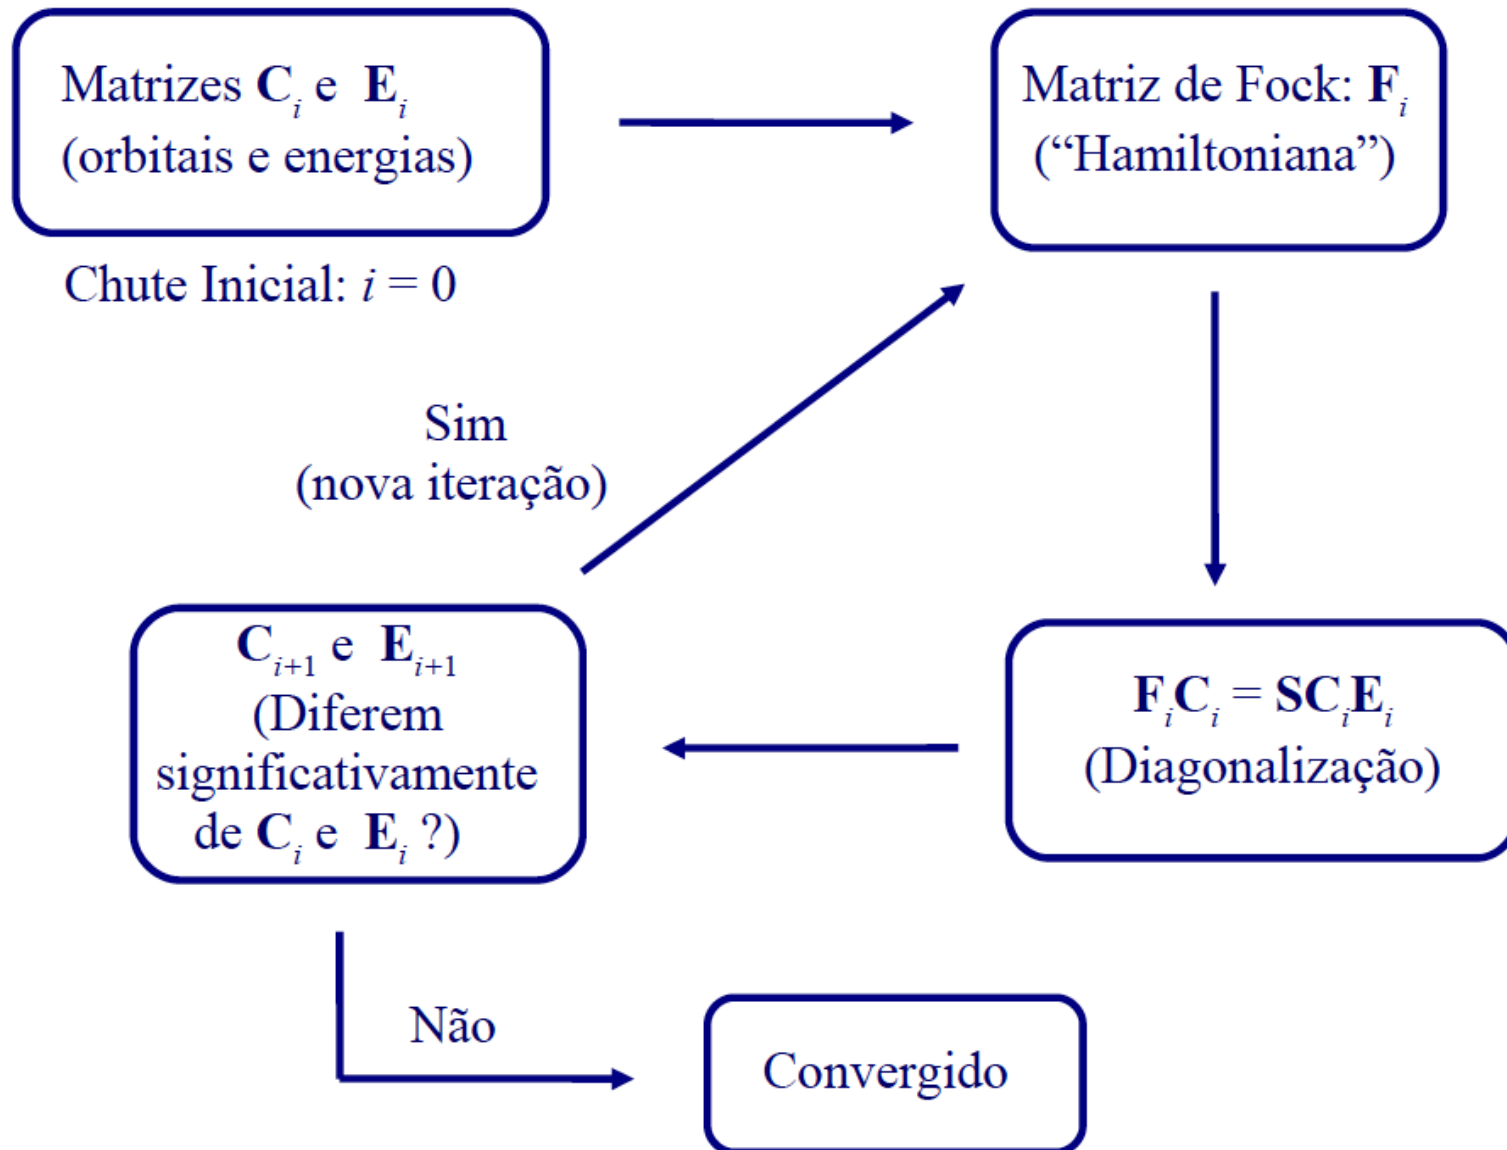 Matrizes C_i e E_i
(orbitais e energias)
Chute Inicial: i = 0
Matriz de Fock: F_i
(“Hamiltoniana”)
Sim
(nova iteração)
F_iC_i = SC_iE_i
(Diagonalização)
C_{i+1} e E_{i+1}
(Diferem
significativamente
de C_i e E_i ?)
Não
Convergido